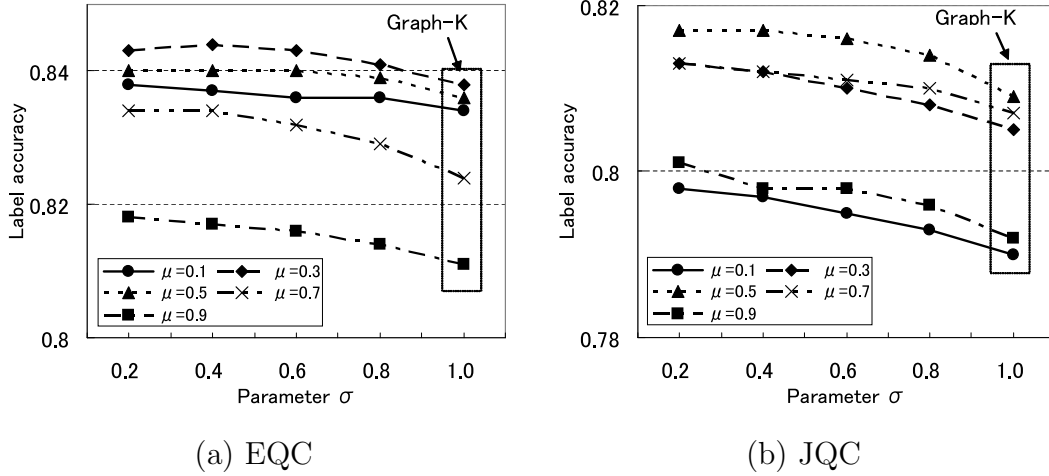 Graph-K
0.84
0.82
0.8
Label accuracy
μ=0.1
μ=0.3
μ=0.5
μ=0.7
μ=0.9
0.2 0.4 0.6 0.8 1.0
Parameter σ
(a) EQC
Graph-K
0.82
0.8
0.78
Label accuracy
μ=0.1
μ=0.3
μ=0.5
μ=0.7
μ=0.9
0.2 0.4 0.6 0.8 1.0
Parameter σ
(b) JQC